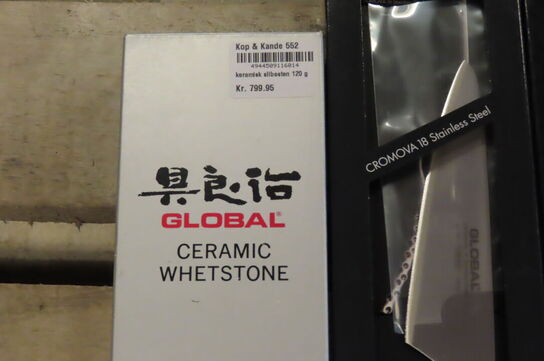 Kop & Kande 552
4944509116014
keramisk slibesten 120 g
Kr. 799.95
具良治
GLOBAL®
CERAMIC
WHETSTONE
CROMOVA 18 Stainless Steel
GLOBAL